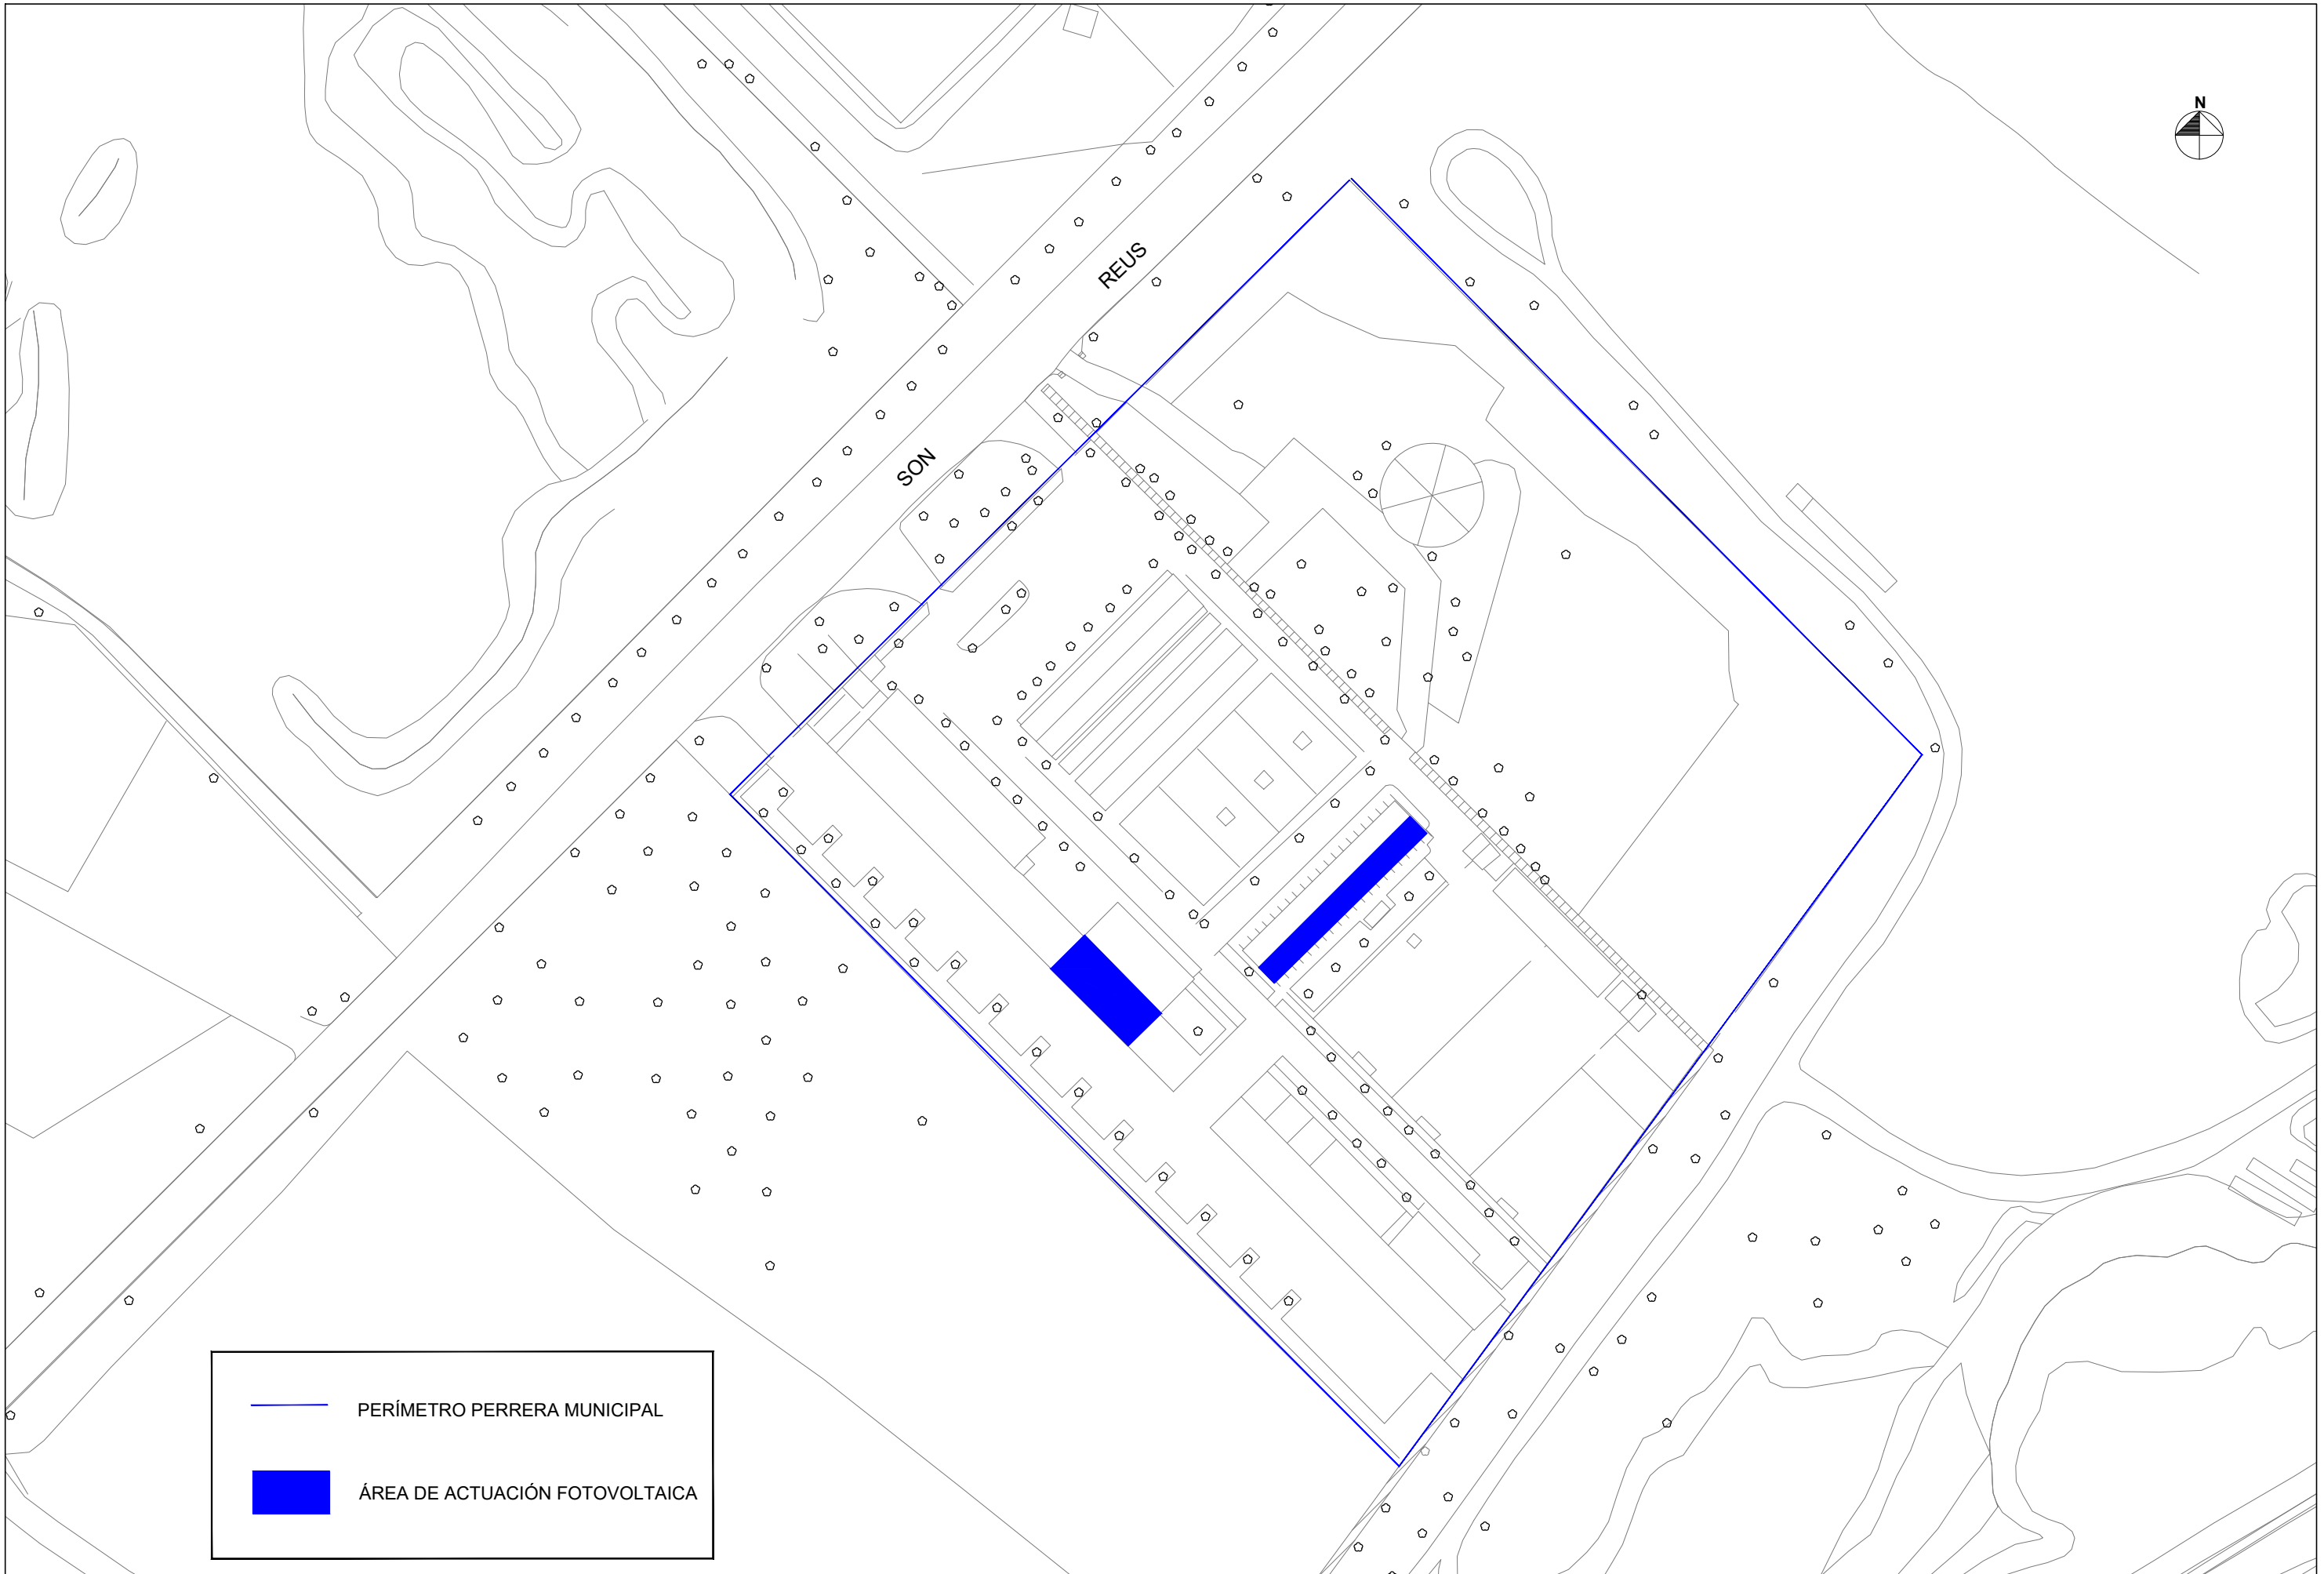 N
REUS
SON
PERÍMETRO PERRERA MUNICIPAL
ÁREA DE ACTUACIÓN FOTOVOLTAICA